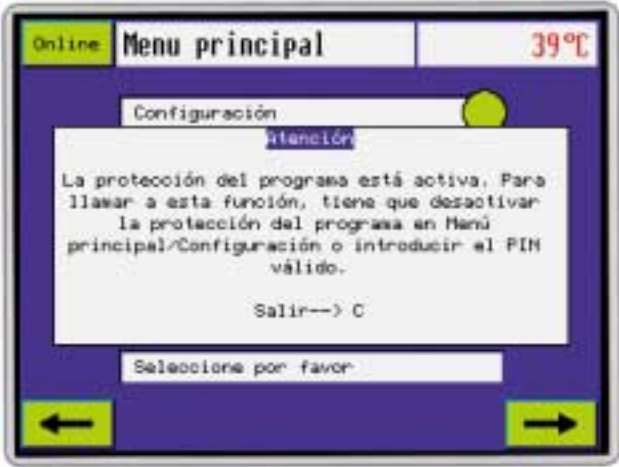 Online
Menu principal
39°C
Configuración
Atención
La protección del programa está activa. Para
llamar a esta función, tiene que desactivar
la protección del programa en Menú
principal/Configuración o introducir el PIN
válido.
Salir--> C
Seleccione por favor